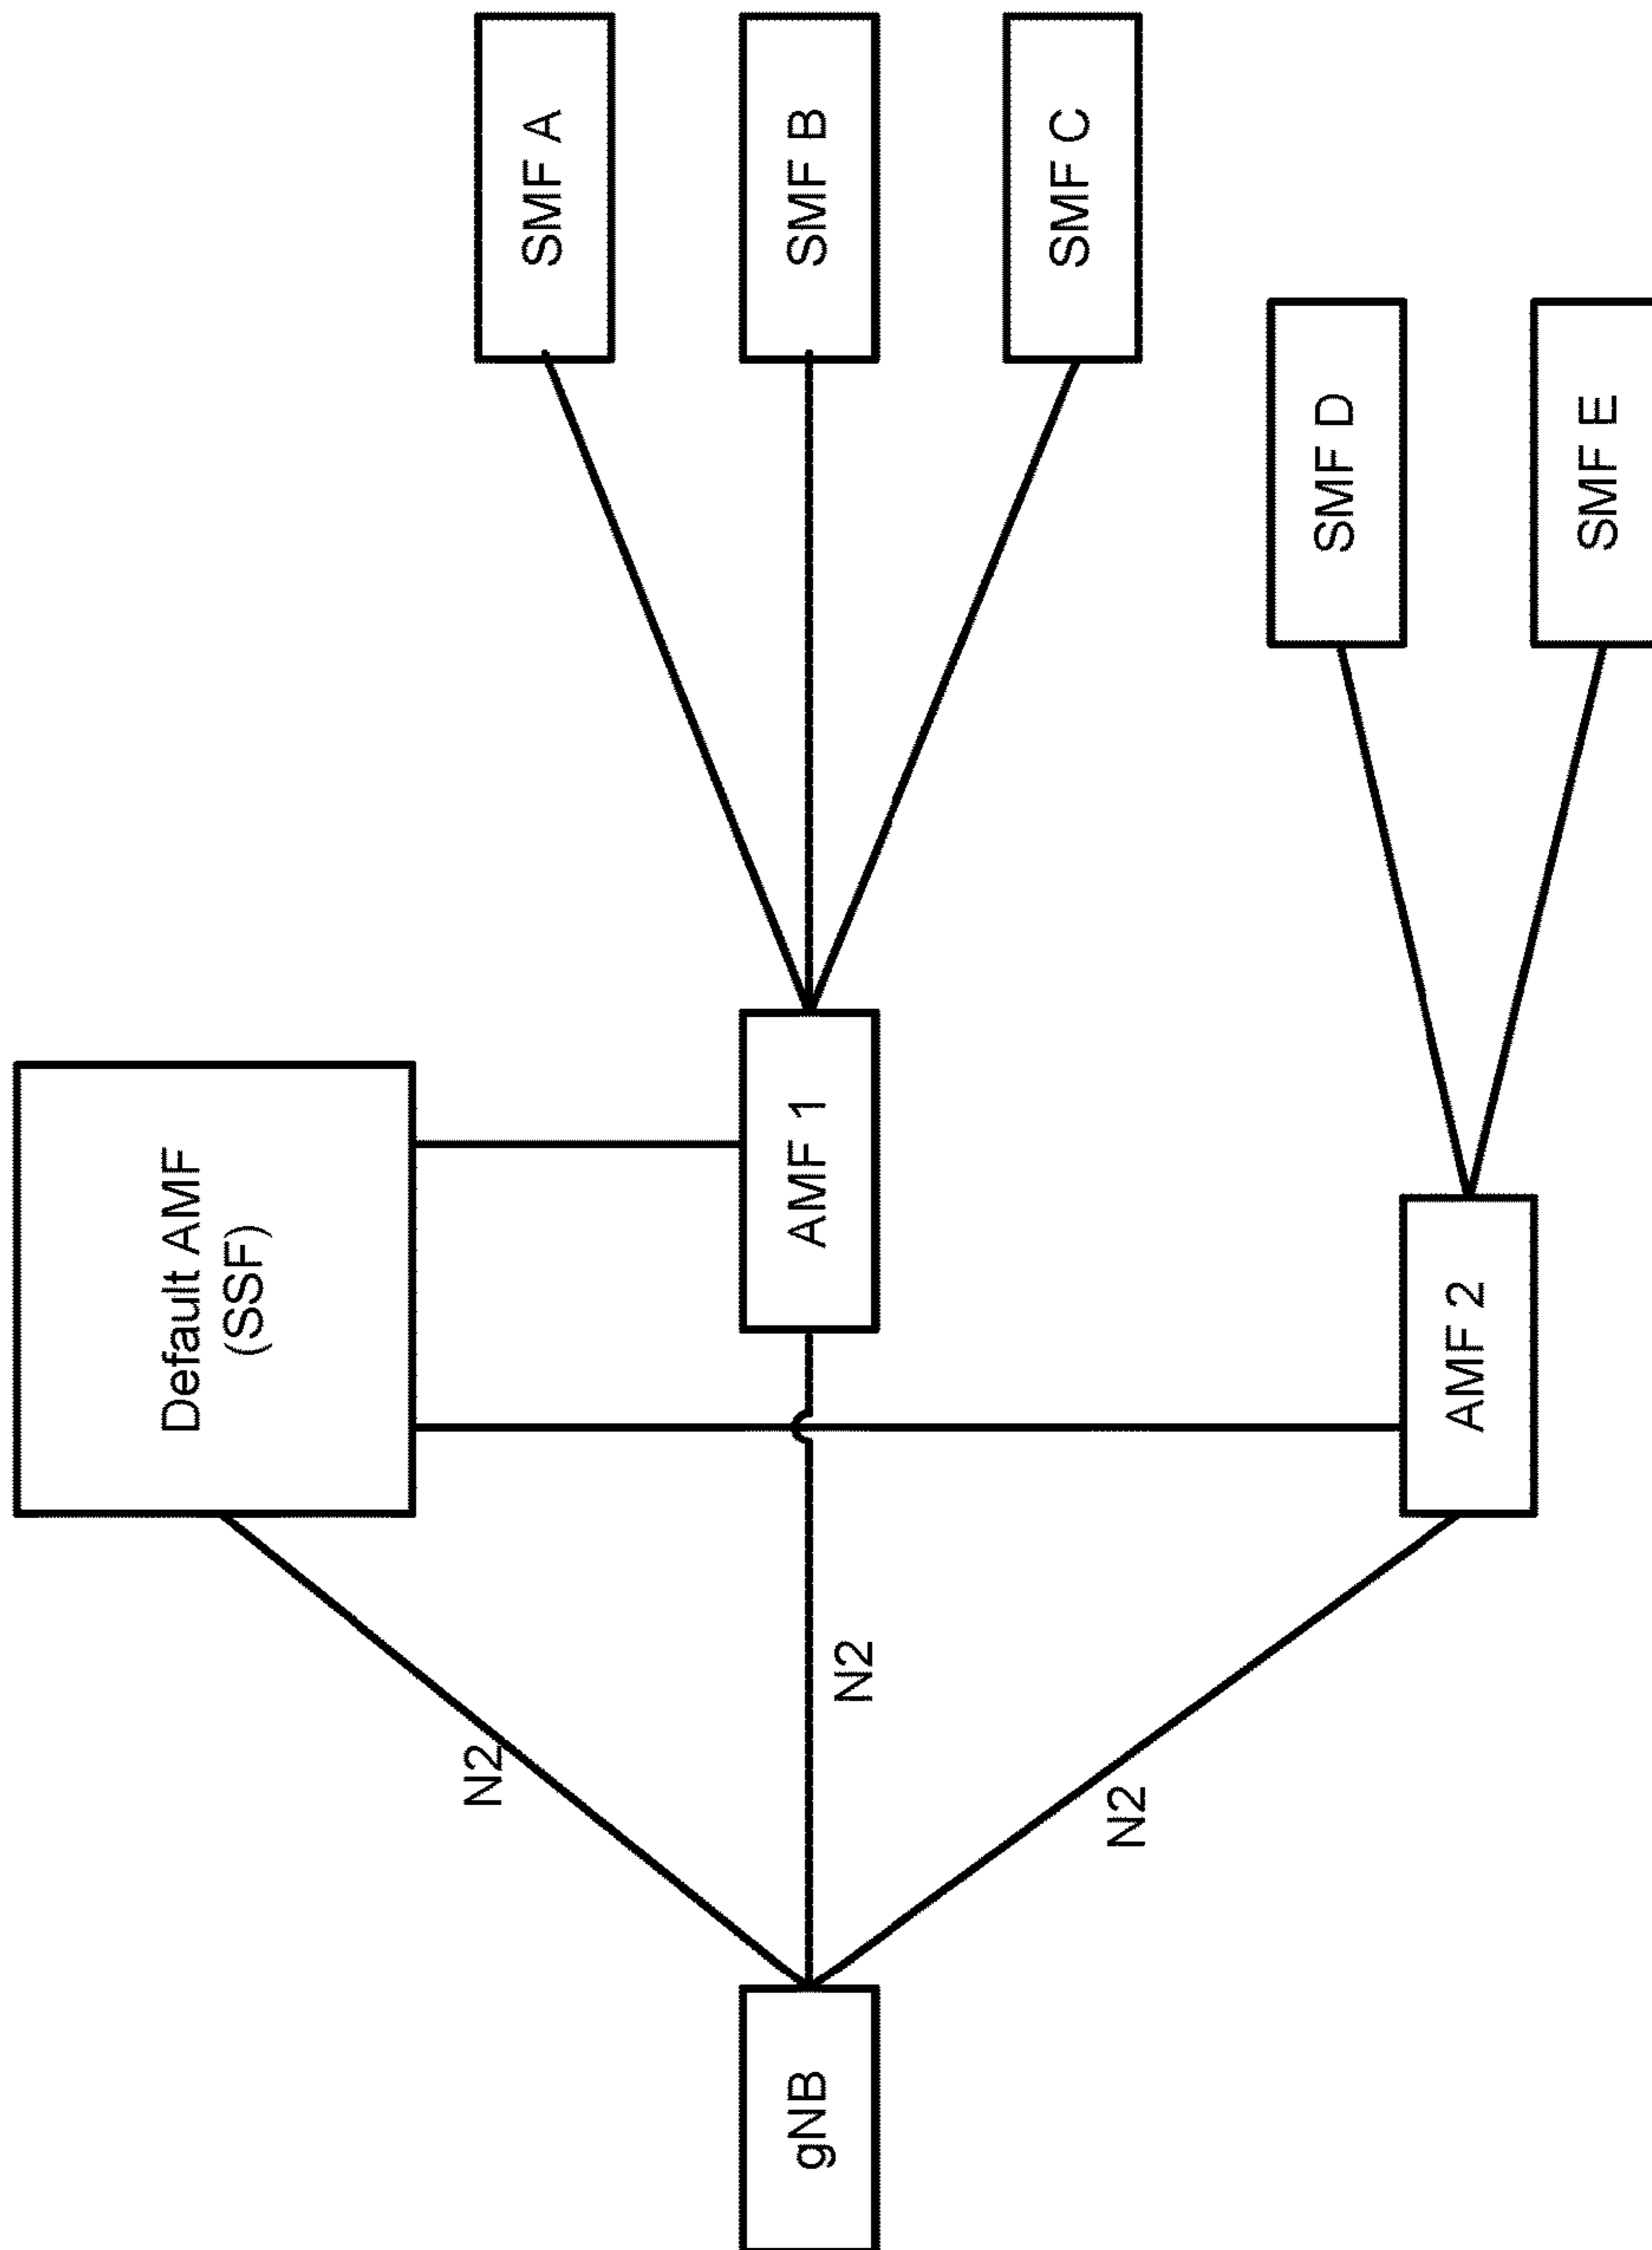 Default AMF
(SSF)
N2
gNB
N2
AMF 1
SMF A
SMF B
SMF C
N2
AMF 2
SMF D
SMF E